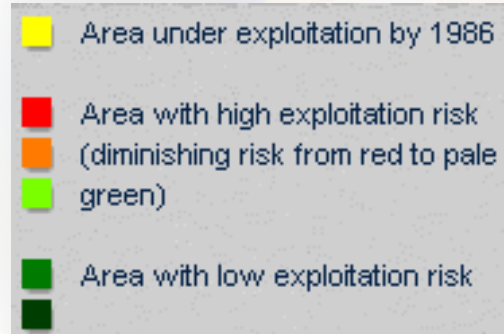 Area under exploitation by 1986
Area with high exploitation risk
(diminishing risk from red to pale
green)
Area with low exploitation risk